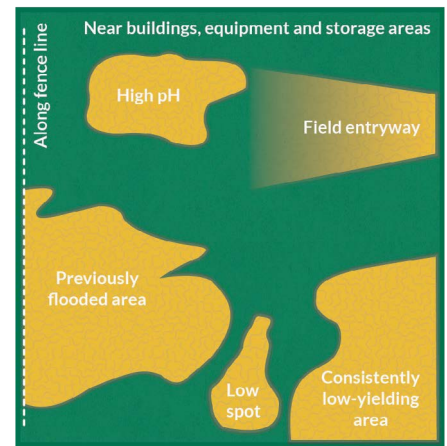 Near buildings, equipment and storage areas
Along fence line
High pH
Field entryway
Previously
flooded area
Low
spot
Consistently
low-yielding
area